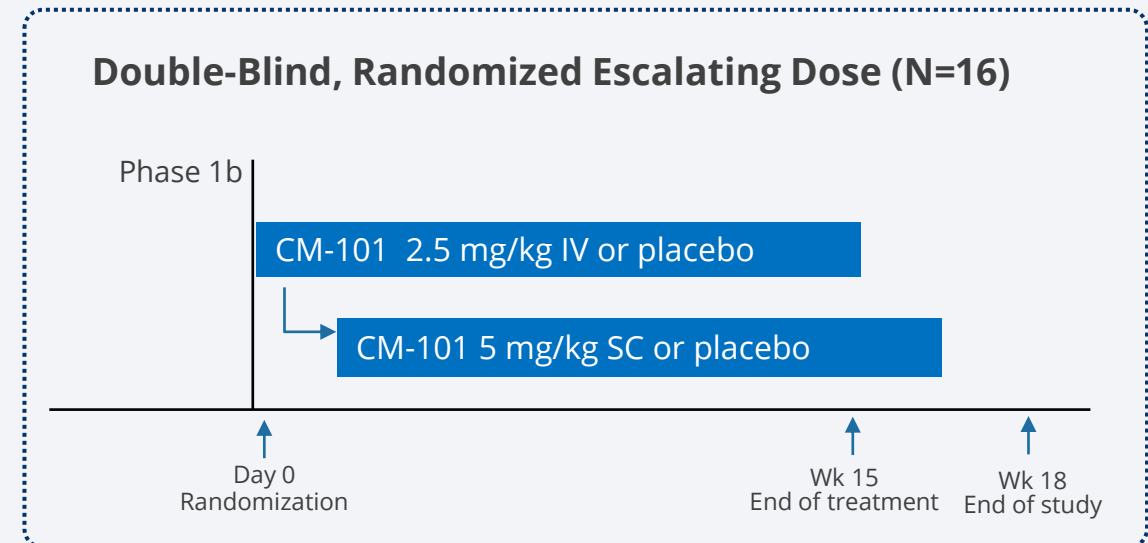 Double-Blind, Randomized Escalating Dose (N=16)
Phase 1b
CM-101 2.5 mg/kg IV or placebo
CM-101 5 mg/kg SC or placebo
Day 0
Randomization
Wk 15
End of treatment
Wk 18
End of study